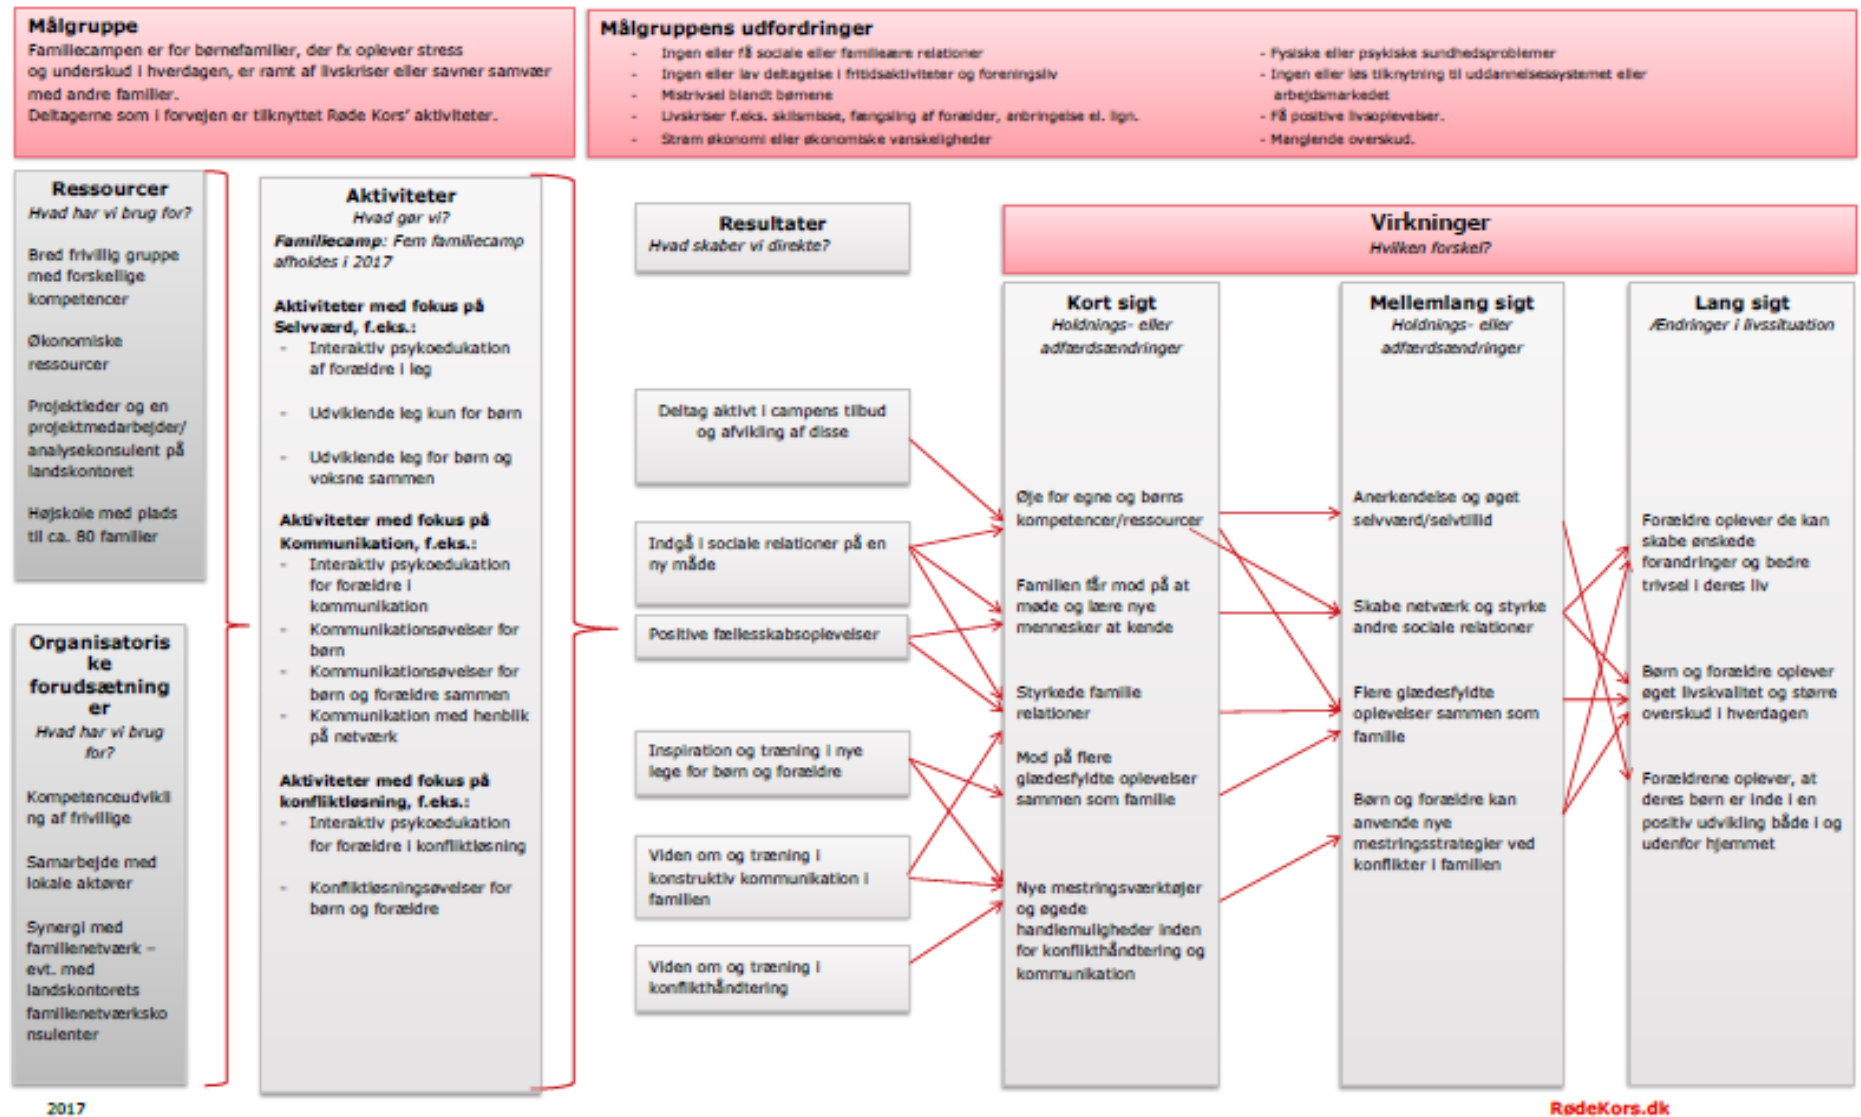 Målgruppe
Familiecampen er for børnefamilier, der fx oplever stress
og underskud i hverdagen, er ramt af livskriser eller savner samvær
med andre familier.
Deltagerne som i forvejen er tilknyttet Røde Kors’ aktiviteter.
Målgruppens udfordringer
- Ingen eller få sociale eller familieære relationer
- Ingen eller lav deltagelse i fritidsaktiviteter og foreningsliv
- Mistrivsel blandt børnene
- Livskriser f.eks. skilsmisse, fængsling af forælder, anbringelse el. lign.
- Stram økonomi eller økonomiske vanskeligheder
- Fysiske eller psykiske sundhedsproblemer
- Ingen eller løs tilknytning til uddannelsessystemet eller
arbejdsmarkedet
- Få positive livsoplevelser.
- Manglende overskud.
Ressourcer
Hvad har vi brug for?
Bred frivillig gruppe
med forskellige
kompetencer
Økonomiske
ressourcer
Projektleder og en
projektmedarbejder/
analysekonsulent på
landskontoret
Højskole med plads
til ca. 80 familier
Organisatoris
ke
forudsætning
er
Hvad har vi brug
for?
Kompetenceudvikli
ng af frivillige
Samarbejde med
lokale aktører
Synergi med
familienetværk –
evt. med
landskontorets
familienetværksko
nsulenter
Aktiviteter
Hvad gør vi?
Familiecamp: Fem familiecamp
afholdes i 2017
Aktiviteter med fokus på
Selvværd, f.eks.:
- Interaktiv psykoedukation
af forældre i leg
- Udviklende leg kun for børn
- Udviklende leg for børn og
voksne sammen
Aktiviteter med fokus på
Kommunikation, f.eks.:
- Interaktiv psykoedukation
for forældre i
kommunikation
- Kommunikationsøvelser for
børn
- Kommunikationsøvelser for
børn og forældre sammen
- Kommunikation med henblik
på netværk
Aktiviteter med fokus på
konfliktløsning, f.eks.:
- Interaktiv psykoedukation
for forældre i konfliktløsning
- Konfliktløsningsøvelser for
børn og forældre
Resultater
Hvad skaber vi direkte?
Deltag aktivt i campens tilbud
og afvikling af disse
Indgå i sociale relationer på en
ny måde
Positive fællesskabsoplevelser
Inspiration og træning i nye
lege for børn og forældre
Viden om og træning i
konstruktiv kommunikation i
familien
Viden om og træning i
konflikthåndtering
Virkninger
Hvilken forskel?
Kort sigt
Holdnings- eller
adfærdsændringer
Øje for egne og børns
kompetencer/ressourcer
Familien får mod på at
møde og lære nye
mennesker at kende
Styrkede familie
relationer
Mod på flere
glædesfyldte oplevelser
sammen som familie
Nye mestringsværktøjer
og øgede
handlemuligheder inden
for konflikthåndtering og
kommunikation
Mellemlang sigt
Holdnings- eller
adfærdsændringer
Anerkendelse og øget
selvværd/selvtillid
Skabe netværk og styrke
andre sociale relationer
Flere glædesfyldte
oplevelser sammen som
familie
Børn og forældre kan
anvende nye
mestringsstrategier ved
konflikter i familien
Lang sigt
Ændringer i livssituation
Forældre oplever de kan
skabe ønskede
forandringer og bedre
trivsel i deres liv
Børn og forældre oplever
øget livskvalitet og større
overskud i hverdagen
Forældrene oplever, at
deres børn er inde i en
positiv udvikling både i og
udenfor hjemmet
2017
RødeKors.dk